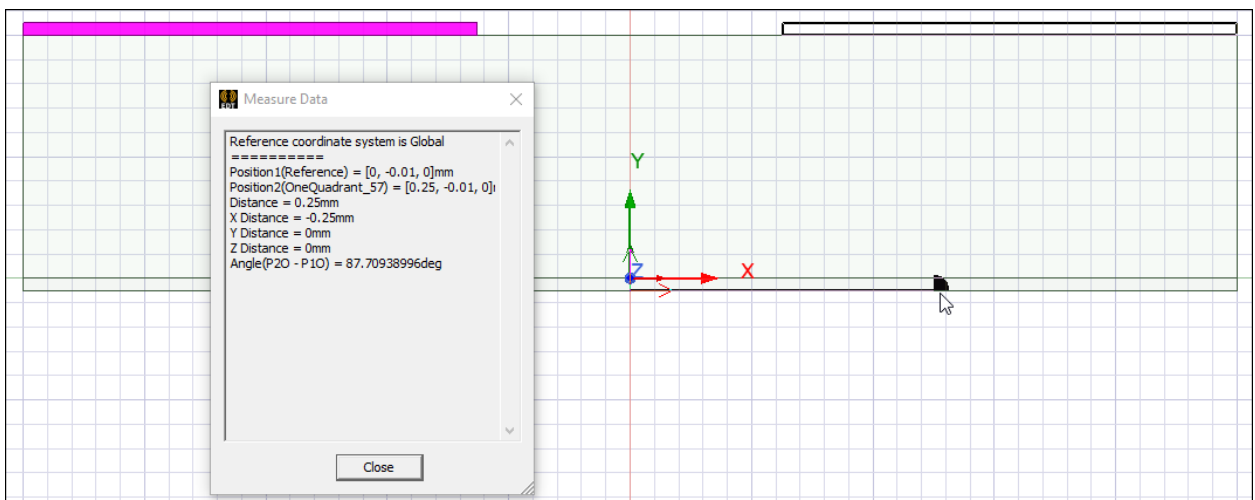 EDT
Measure Data
Reference coordinate system is Global
==========
Position1(Reference) = [0, -0.01, 0]mm
Position2(OneQuadrant_57) = [0.25, -0.01, 0]
Distance = 0.25mm
X Distance = -0.25mm
Y Distance = 0mm
Z Distance = 0mm
Angle(P2O - P1O) = 87.70938996deg
Close
Y
Z
X